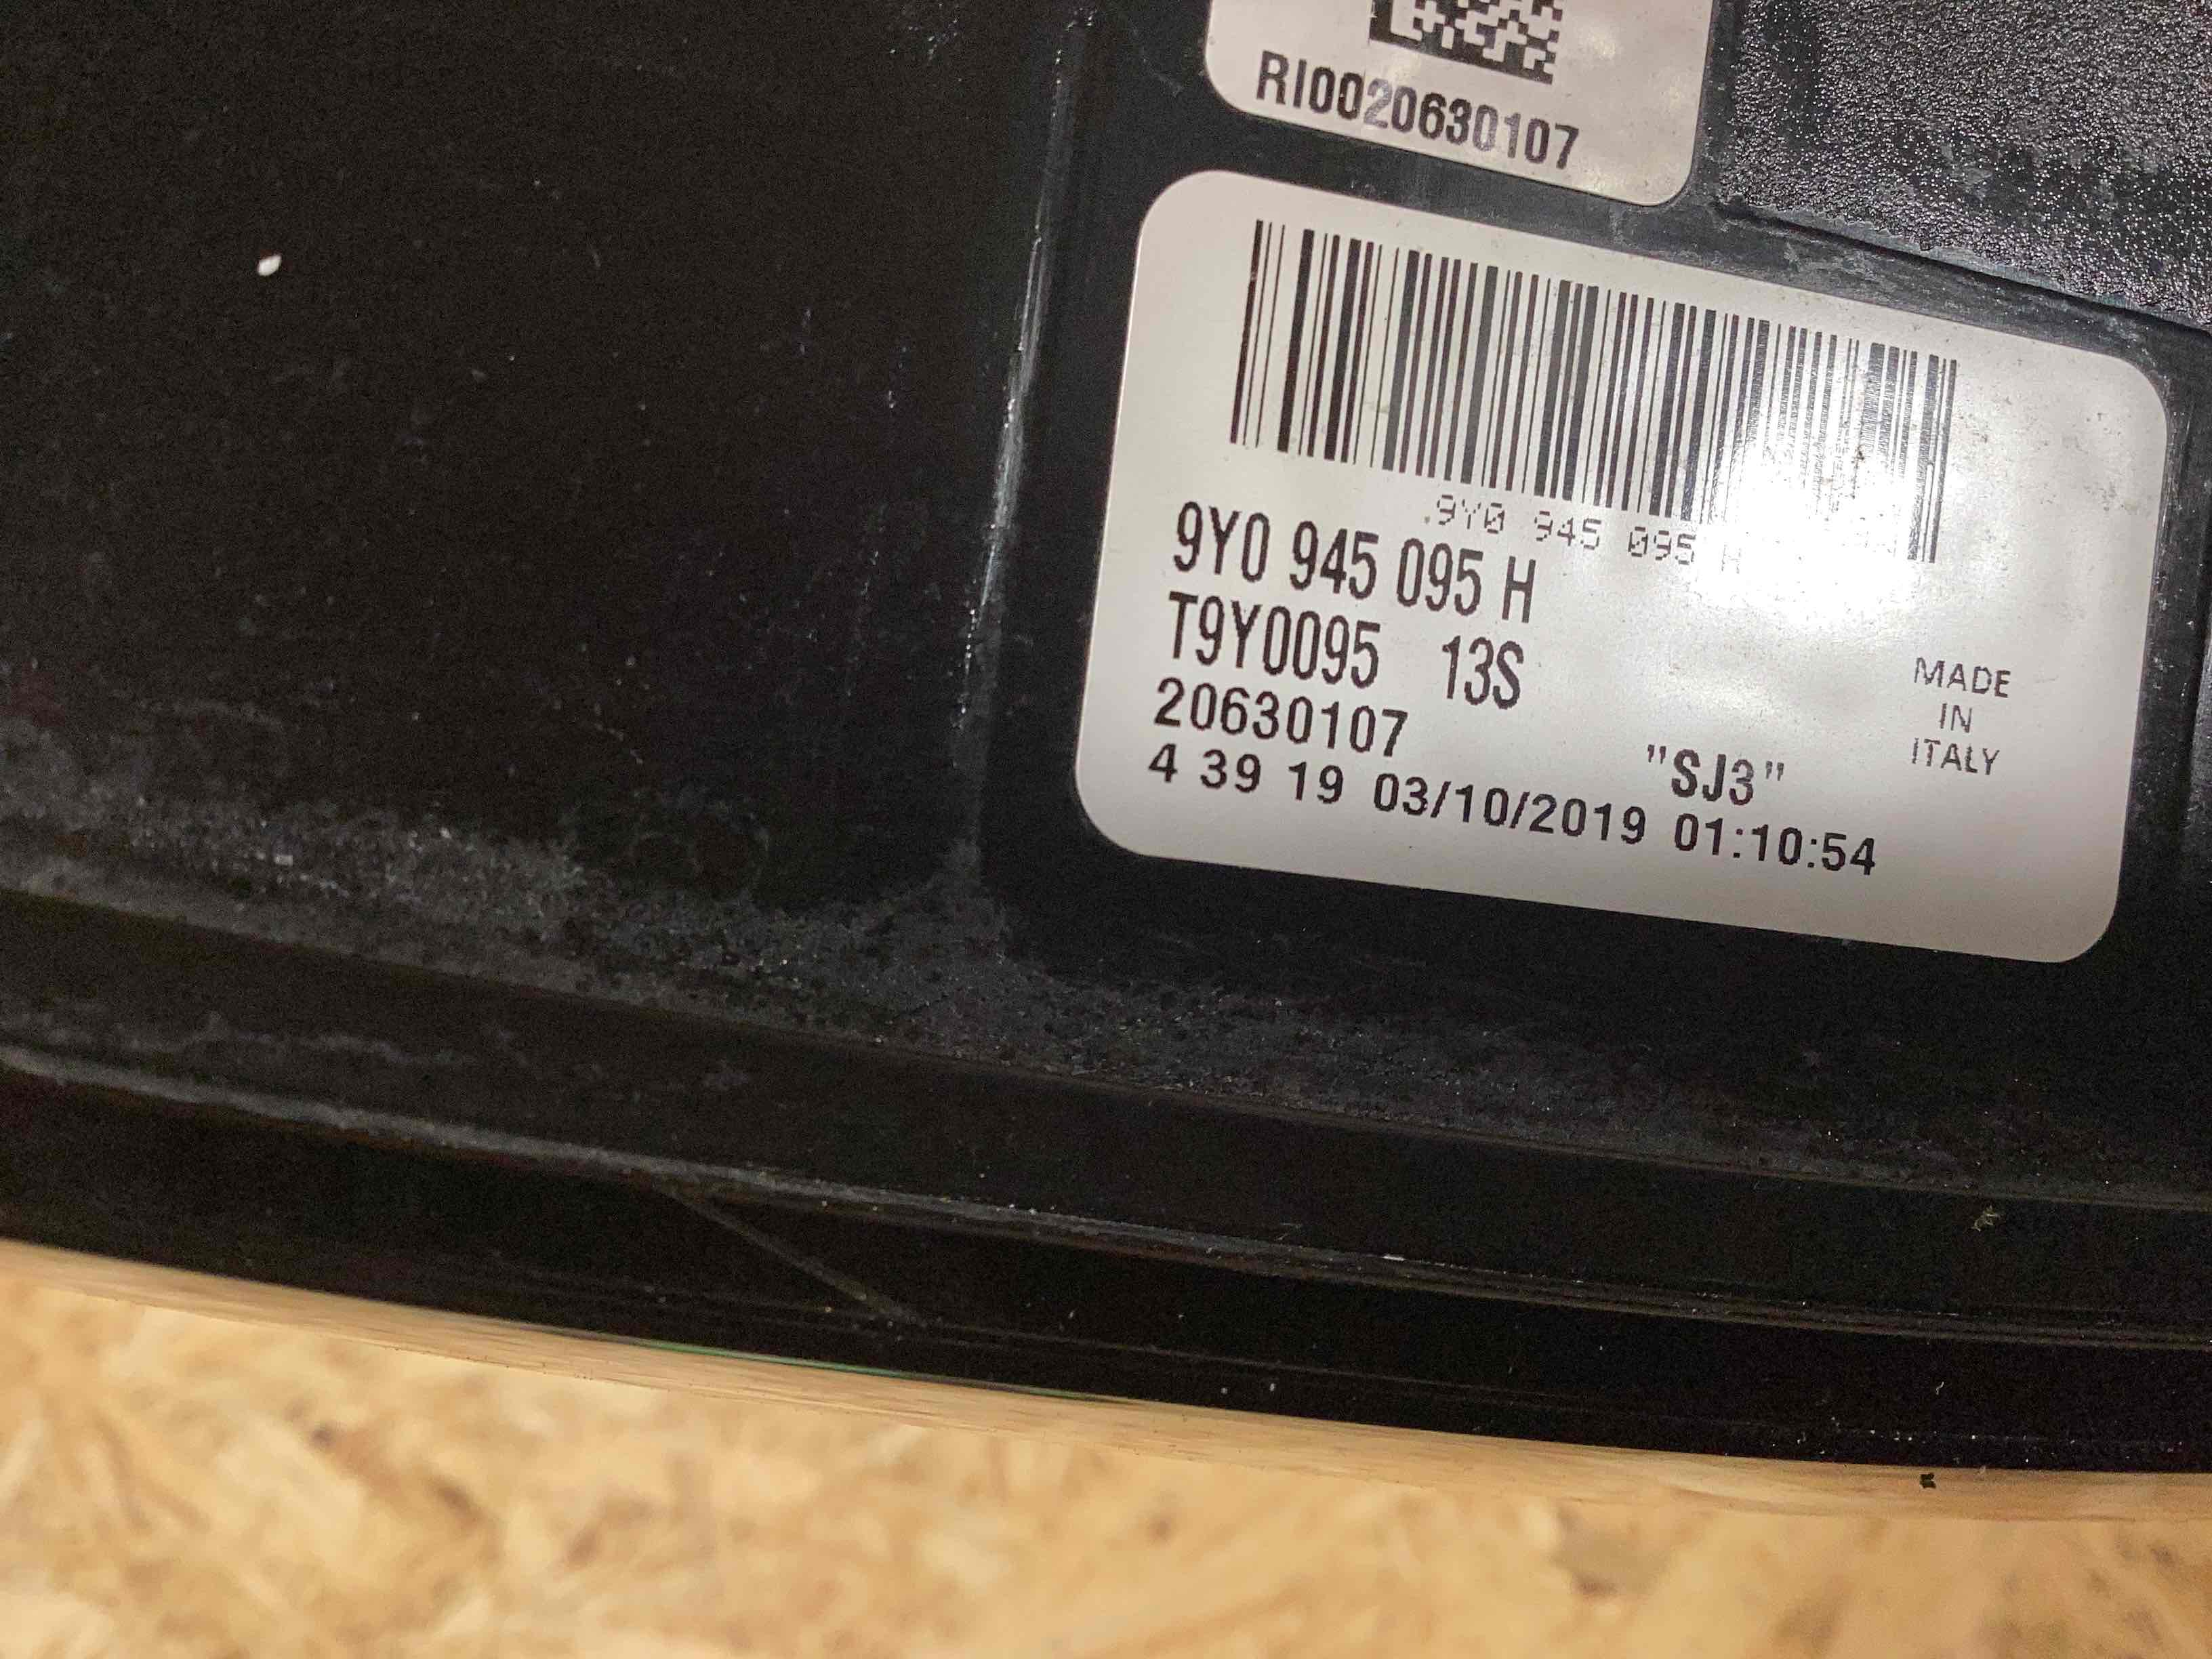 RI0020630107
.9Y0 945 095 H
9Y0 945 095 H
T9Y0095 13S
20630107
"SJ3"
MADE
IN
ITALY
4 39 19 03/10/2019 01:10:54